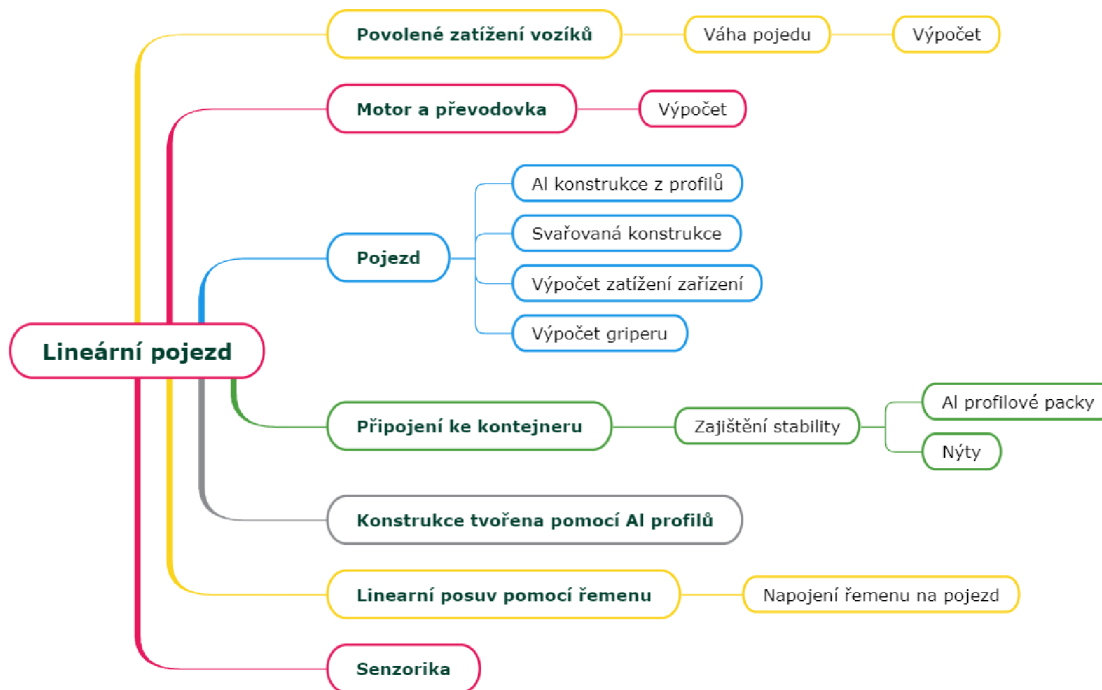 Povolené zatížení vozíků
Váha pojedu
Výpočet
Motor a převodovka
Výpočet
Pojezd
Al konstrukce z profilů
Svařovaná konstrukce
Výpočet zatížení zařízení
Výpočet griperu
Lineární pojezd
Připojení ke kontejneru
Zajištění stability
Al profilové packy
Nýty
Konstrukce tvořena pomocí Al profilů
Linearní posuv pomocí řemenu
Napojení řemenu na pojezd
Senzorika